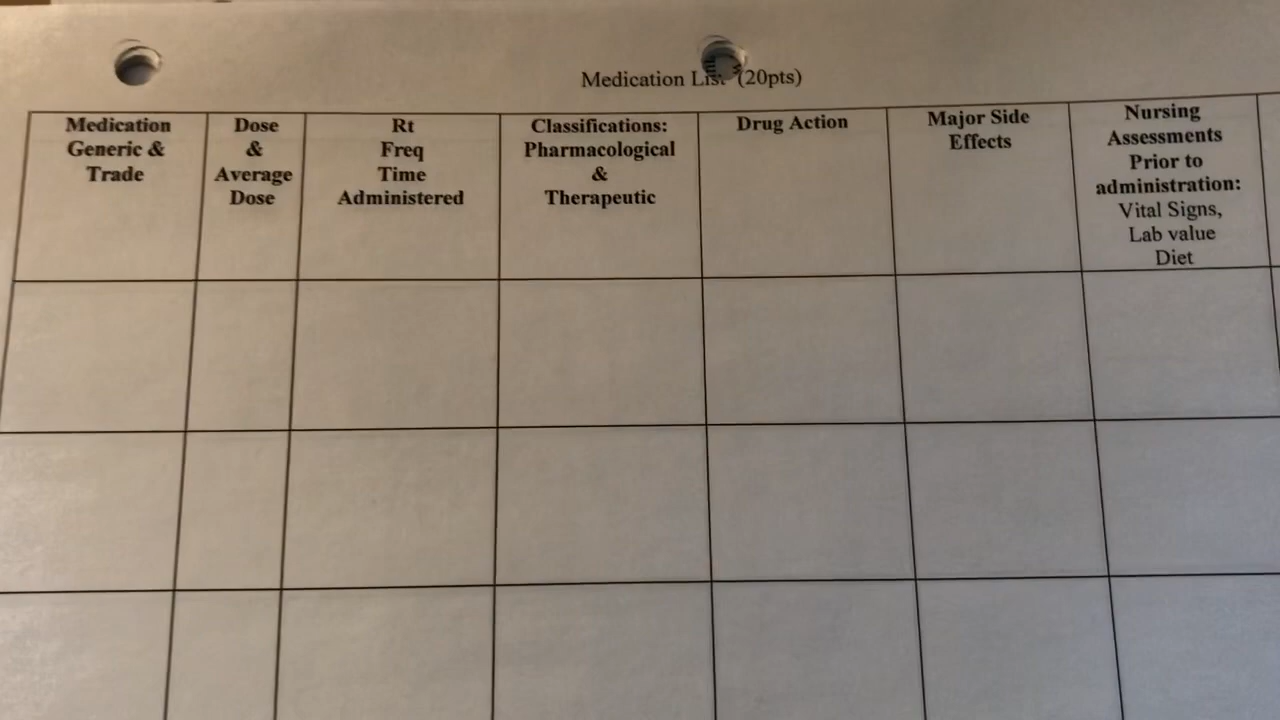 Medication List (20pts)
Medication
Generic &
Trade
Dose
&
Average
Dose
Rt
Freq
Time
Administered
Classifications:
Pharmacological
&
Therapeutic
Drug Action
Major Side
Effects
Nursing
Assessments
Prior to
administration:
Vital Signs,
Lab value
Diet